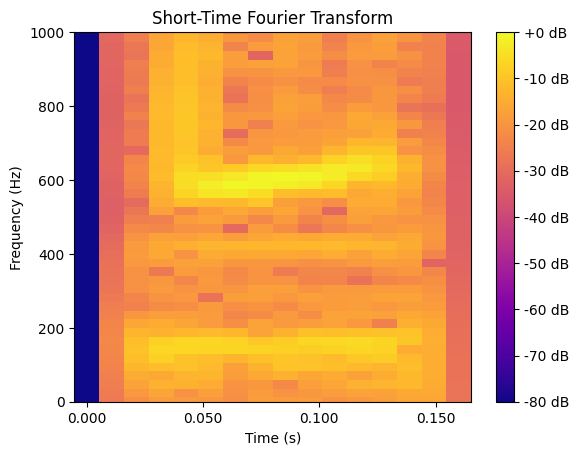 Short-Time Fourier Transform
1000
800
600
400
200
0
Frequency (Hz)
0.000
0.050
0.100
0.150
Time (s)
+0 dB
-10 dB
-20 dB
-30 dB
-40 dB
-50 dB
-60 dB
-70 dB
-80 dB